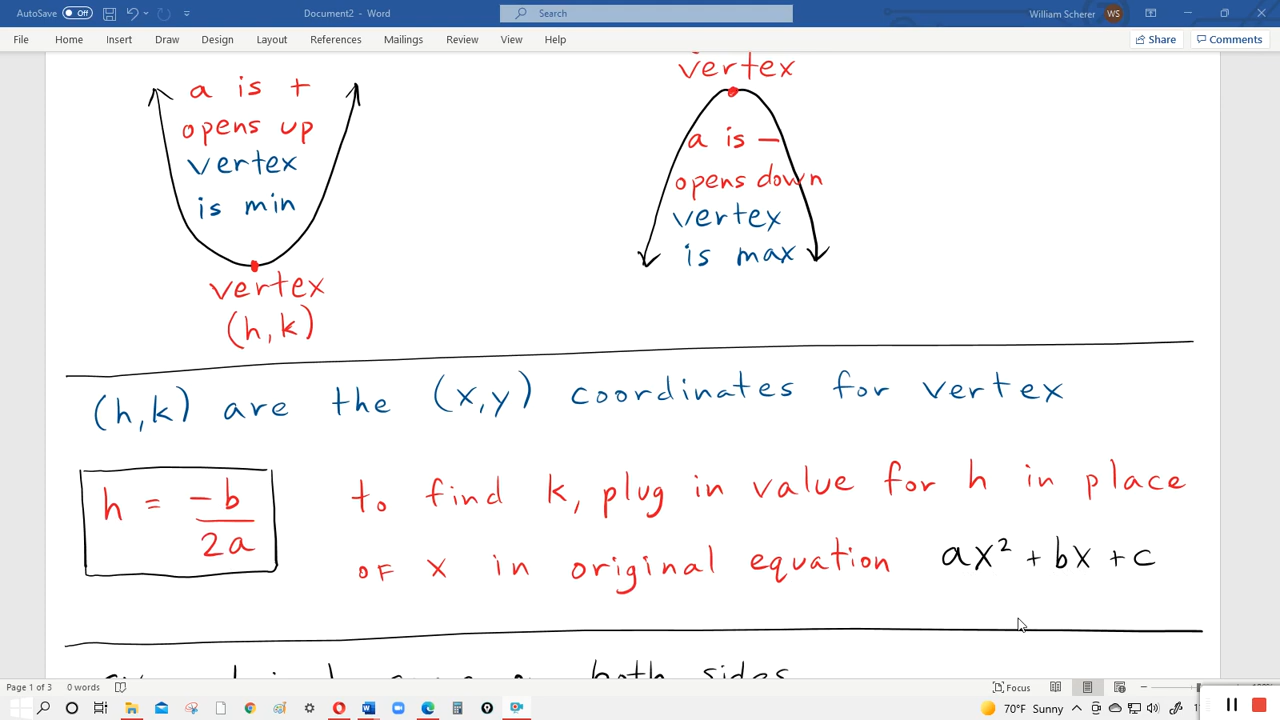 AutoSave Off Document2 - Word Search William Scherer WS
File Home Insert Draw Design Layout References Mailings Review View Help Share Comments
a is +
opens up
vertex
is min
vertex
(h,k)
vertex
a is −
opens down
vertex
is max
(h,k) are the (x,y) coordinates for vertex
h = −b/2a
to find k, plug in value for h in place
of x in original equation ax² + bx + c
both sides
Page 1 of 3 0 words Focus
70°F Sunny